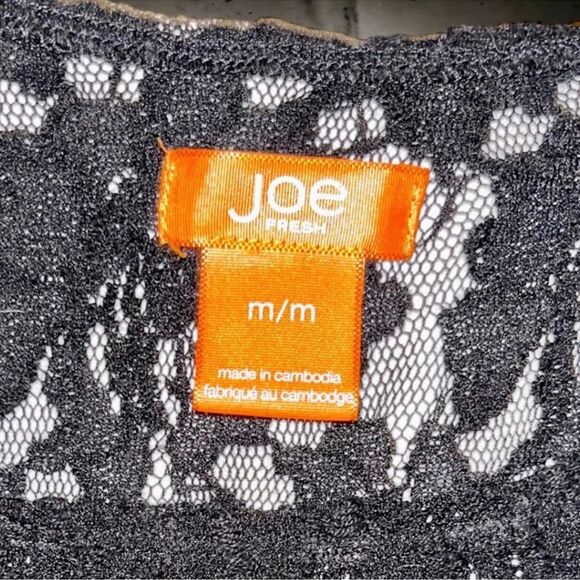 Joe
FRESH
m/m
made in cambodia
fabriqué au cambodge